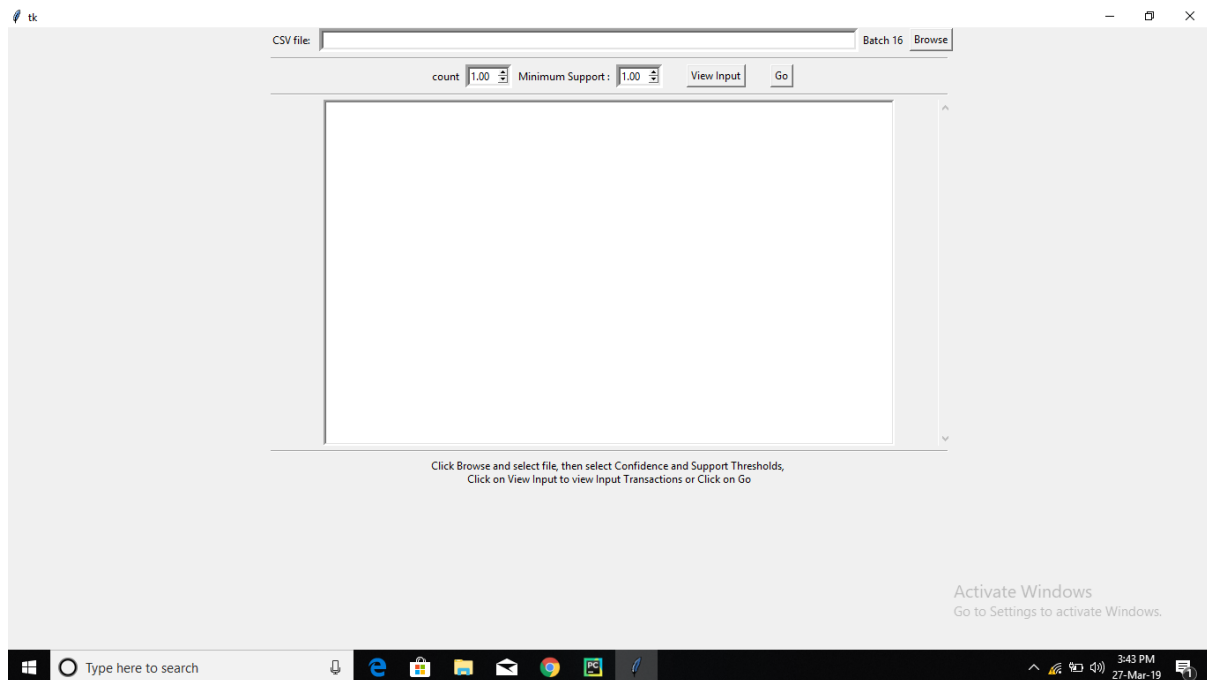 tk
CSV file: Batch 16 Browse
count 1.00 Minimum Support : 1.00 View Input Go
Click Browse and select file, then select Confidence and Support Thresholds,
Click on View Input to view Input Transactions or Click on Go
Activate Windows
Go to Settings to activate Windows.
Type here to search
PC
3:43 PM
27-Mar-19
1